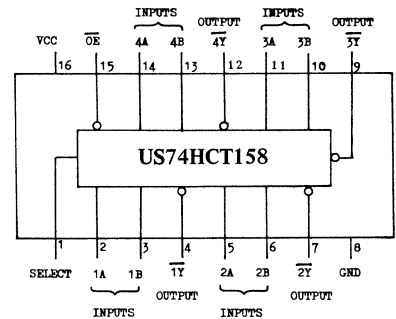 INPUTS OUTPUT INPUTS OUTPUT
VCC OE 4A 4B 4Y 3A 3B 3Y
16 15 14 13 12 11 10 9
US74HCT158
1 2 3 4 5 6 7 8
SELECT 1A 1B 1Y 2A 2B 2Y GND
OUTPUT OUTPUT
INPUTS INPUTS